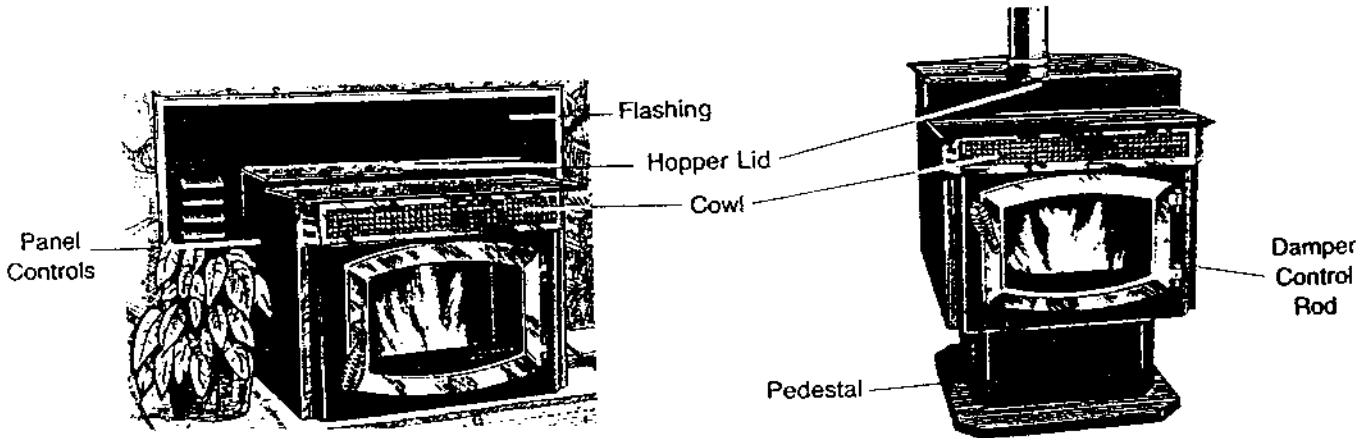 Flashing
Hopper Lid
Cowl
Panel
Controls
Damper
Control
Rod
Pedestal